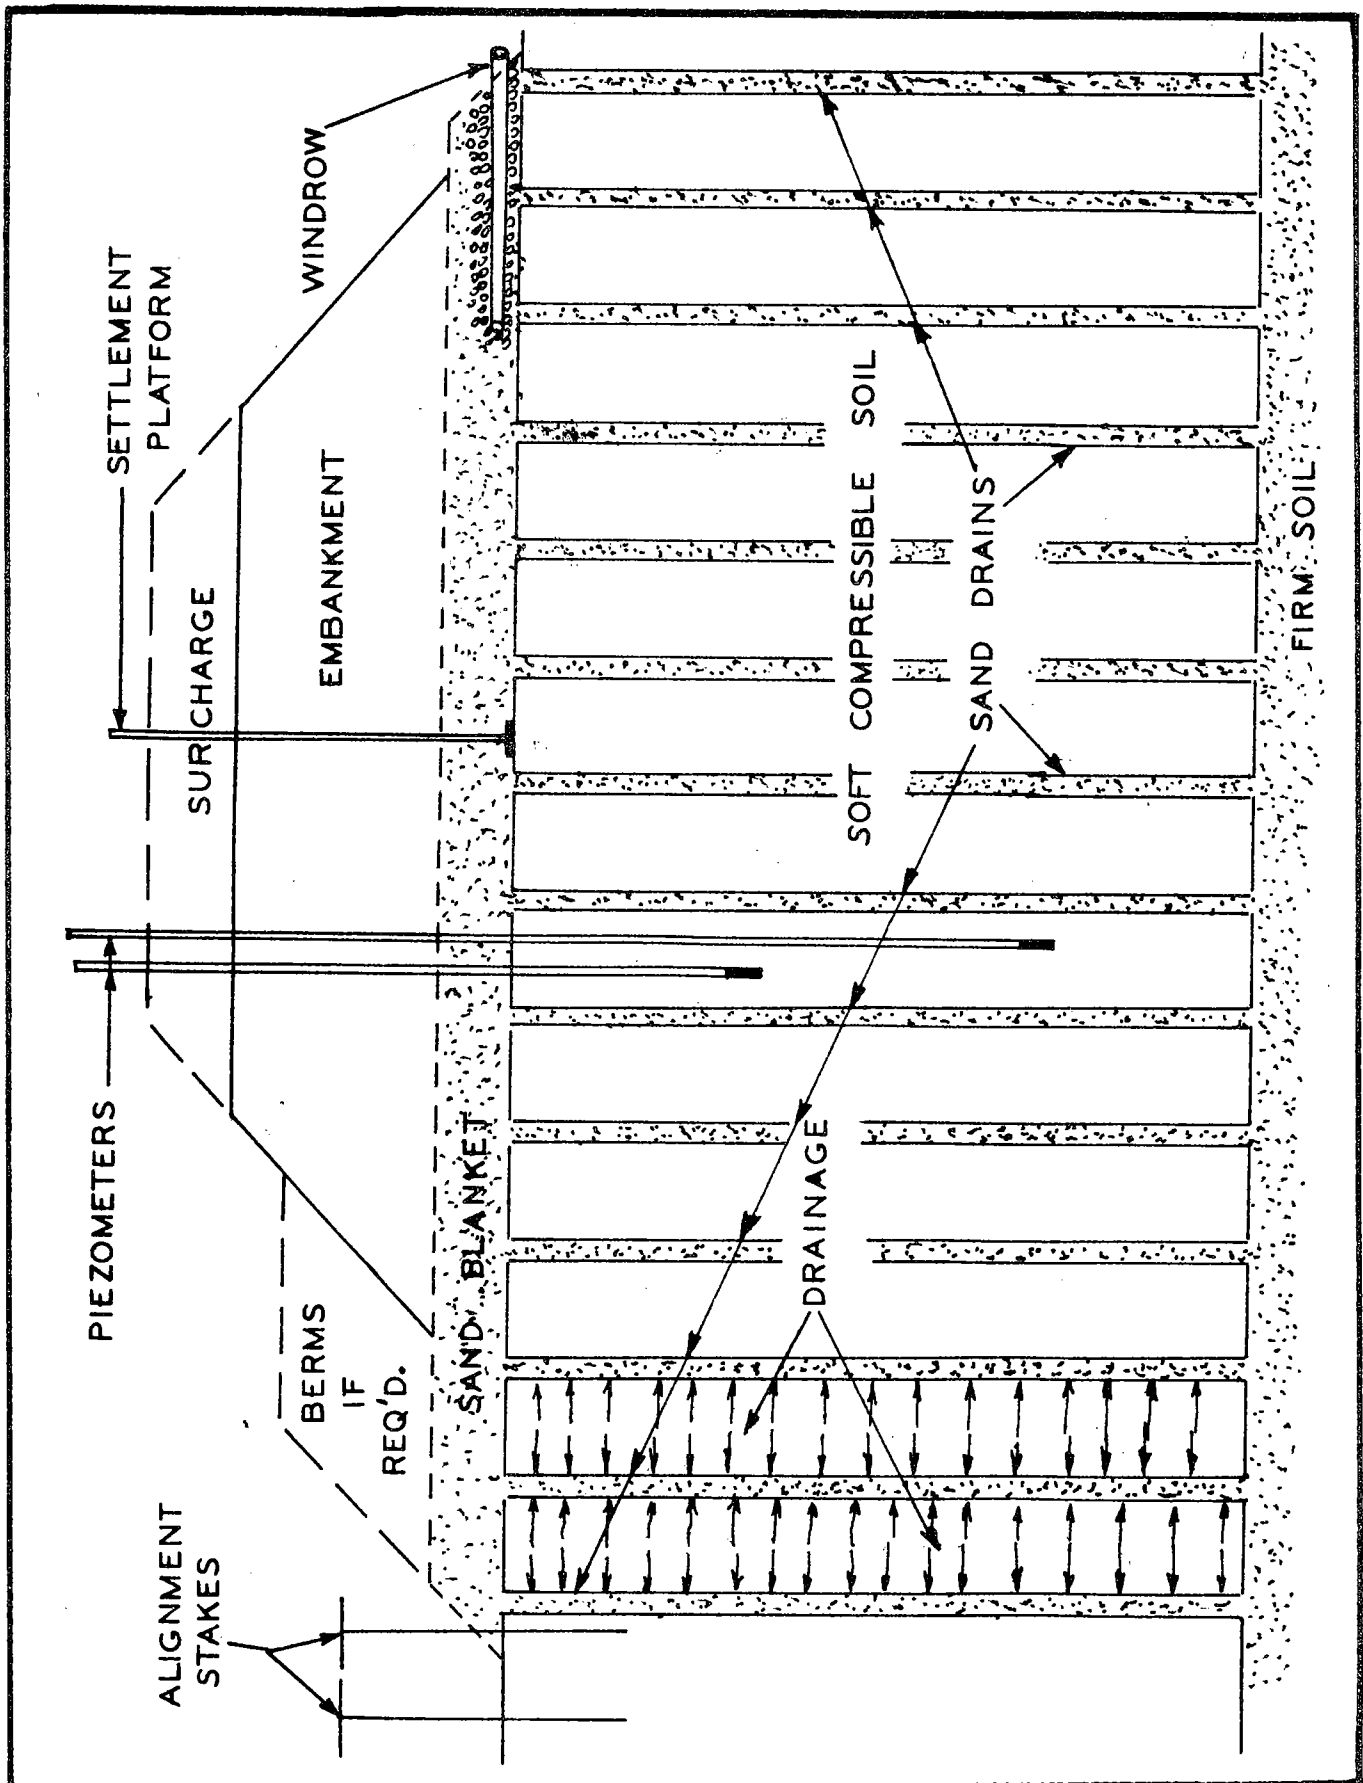 SETTLEMENT
PLATFORM
WINDROW
SURCHARGE
EMBANKMENT
PIEZOMETERS
BERMS
IF
REQ'D.
SAND BLANKET
ALIGNMENT
STAKES
SOFT COMPRESSIBLE SOIL
SAND DRAINS
DRAINAGE
FIRM SOIL